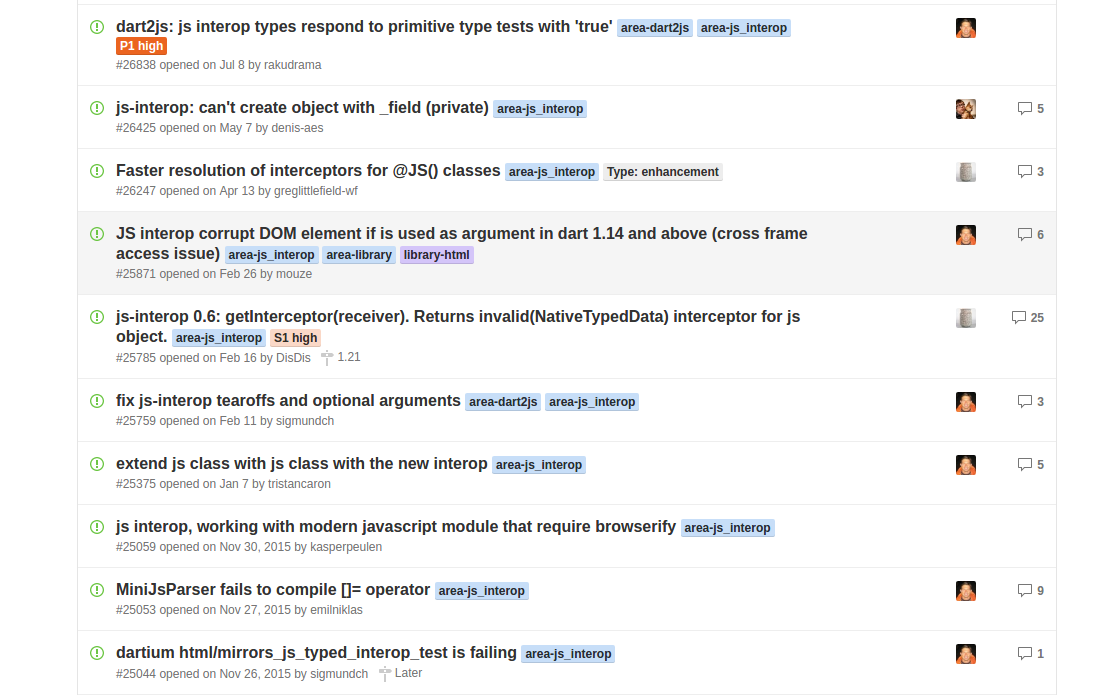 dart2js: js interop types respond to primitive type tests with 'true' area-dart2js area-js_interop
P1 high
#26838 opened on Jul 8 by rakudrama
js-interop: can't create object with _field (private) area-js_interop 5
#26425 opened on May 7 by denis-aes
Faster resolution of interceptors for @JS() classes area-js_interop Type: enhancement 3
#26247 opened on Apr 13 by greglittlefield-wf
JS interop corrupt DOM element if is used as argument in dart 1.14 and above (cross frame 6
access issue) area-js_interop area-library library-html
#25871 opened on Feb 26 by mouze
js-interop 0.6: getInterceptor(receiver). Returns invalid(NativeTypedData) interceptor for js 25
object. area-js_interop S1 high
#25785 opened on Feb 16 by DisDis 1.21
fix js-interop tearoffs and optional arguments area-dart2js area-js_interop 3
#25759 opened on Feb 11 by sigmundch
extend js class with js class with the new interop area-js_interop 5
#25375 opened on Jan 7 by tristancaron
js interop, working with modern javascript module that require browserify area-js_interop
#25059 opened on Nov 30, 2015 by kasperpeulen
MiniJsParser fails to compile []= operator area-js_interop 9
#25053 opened on Nov 27, 2015 by emilniklas
dartium html/mirrors_js_typed_interop_test is failing area-js_interop 1
#25044 opened on Nov 26, 2015 by sigmundch Later